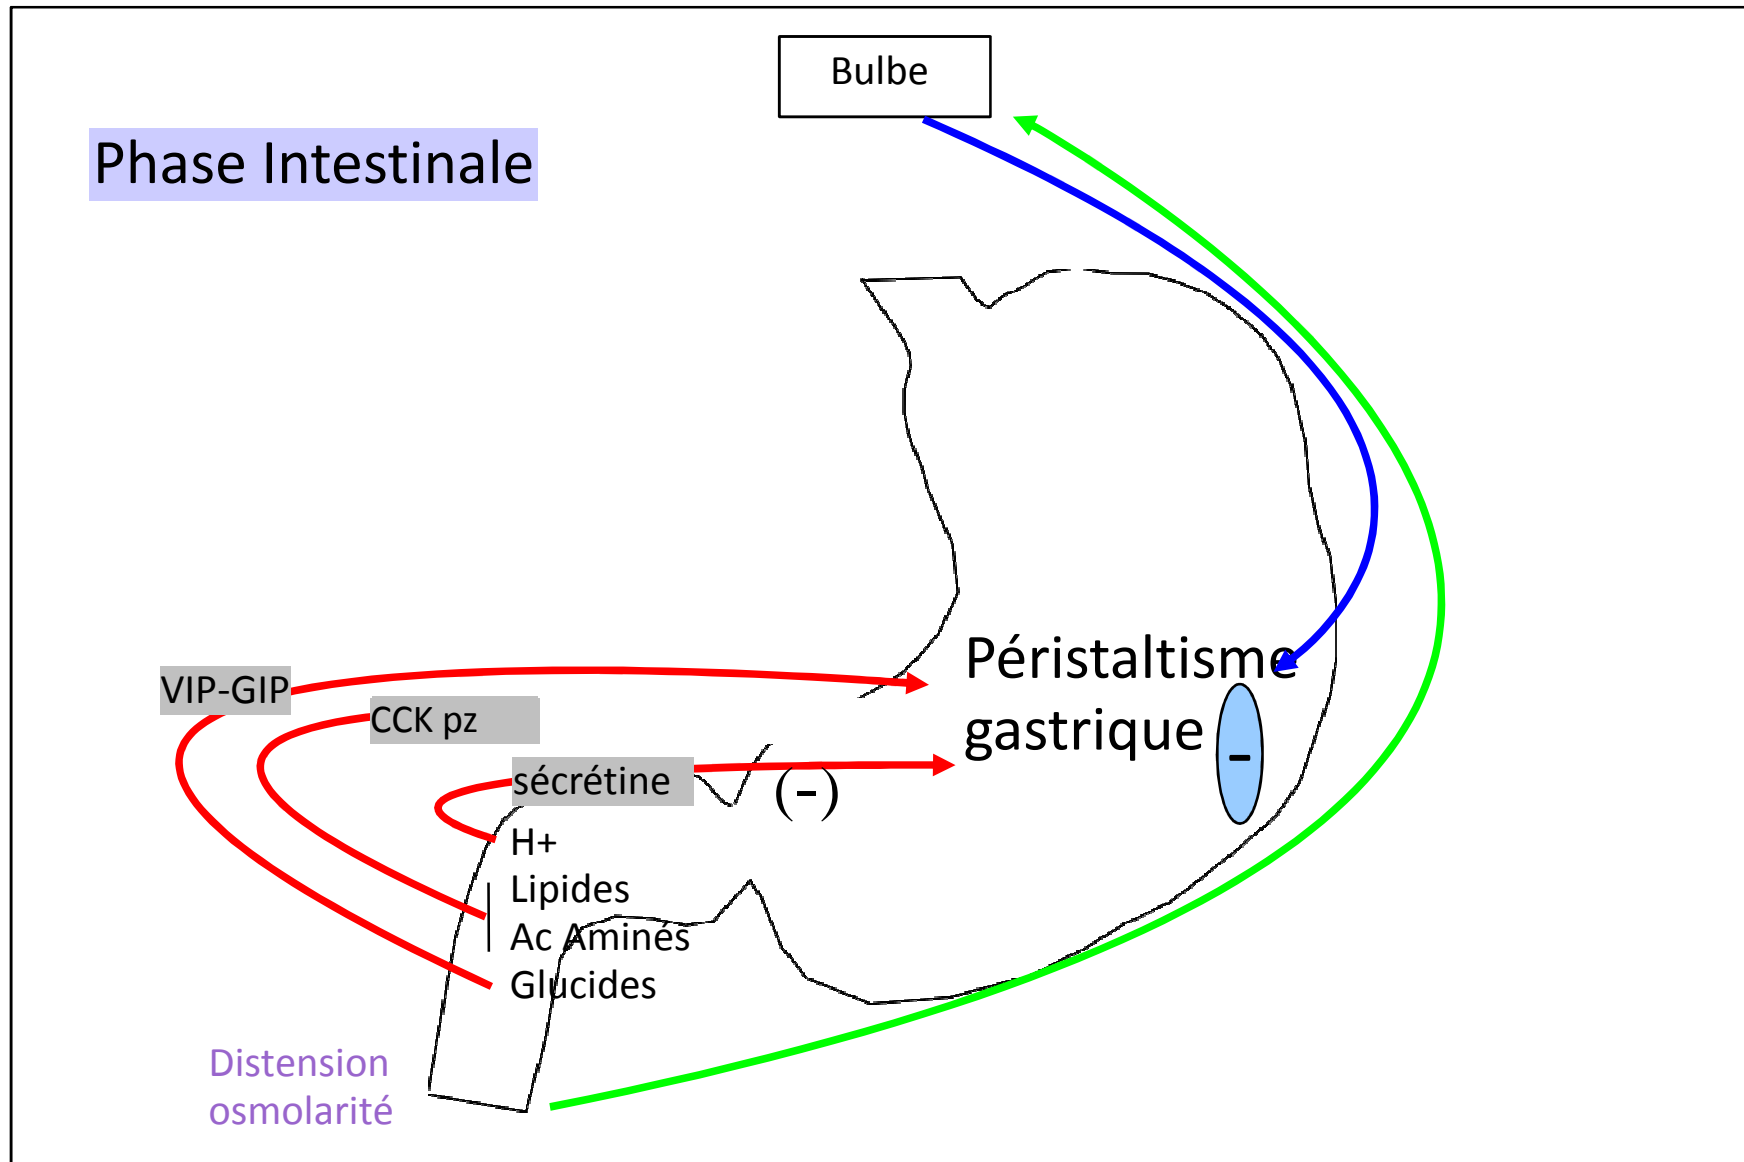 Bulbe
Phase Intestinale
Péristaltisme
gastrique
-
VIP-GIP
CCK pz
sécrétine
(-)
H+
Lipides
Ac Aminés
Glucides
Distension
osmolarité